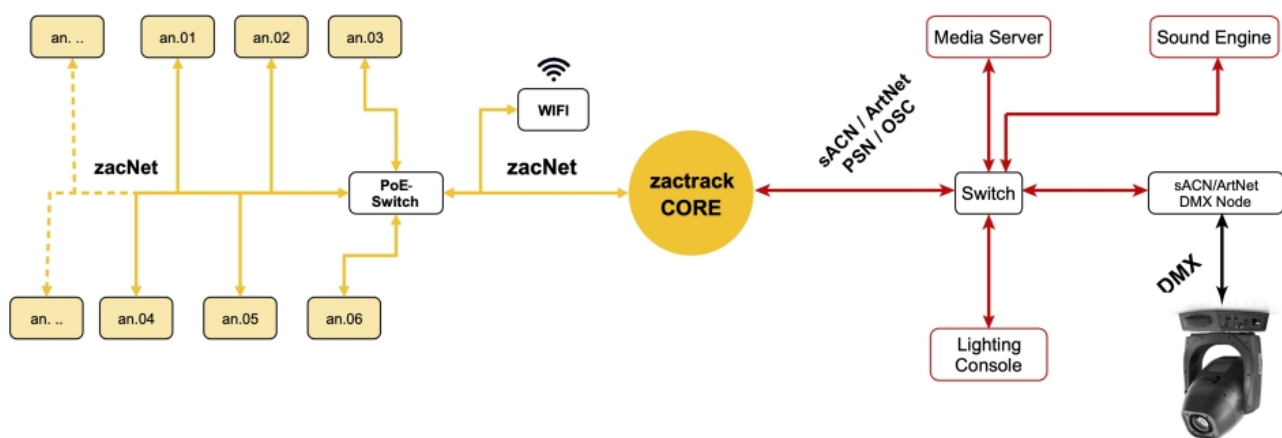 an. ..
an.01
an.02
an.03
WIFI
zacNet
zacNet
PoE-
Switch
an. ..
an.04
an.05
an.06
zactrack
CORE
sACN / ArtNet
PSN / OSC
Media Server
Sound Engine
Switch
sACN/ArtNet
DMX Node
DMX
Lighting
Console